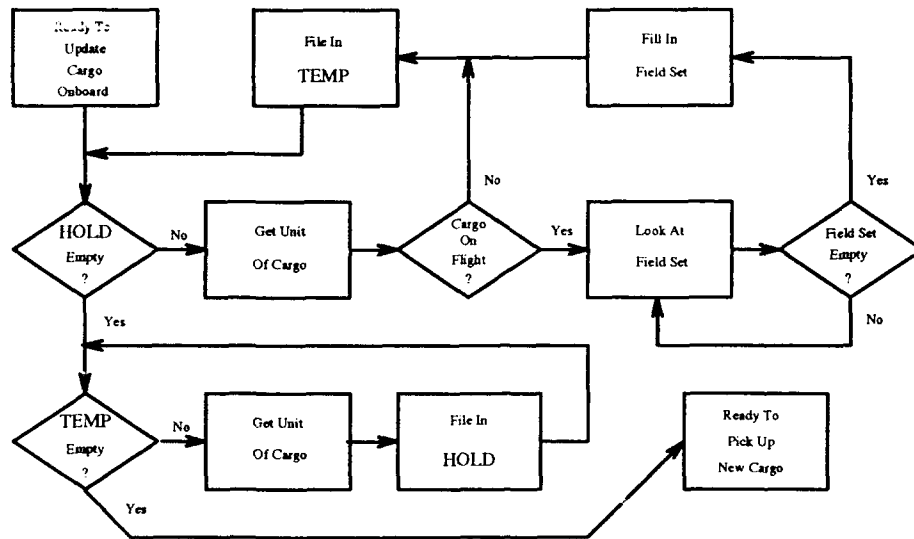 Ready To
Update
Cargo
Onboard
File In
TEMP
Fill In
Field Set
No
Yes
HOLD
Empty
?
No
Get Unit
Of Cargo
Cargo
On
Flight
?
Yes
Look At
Field Set
Field Set
Empty
?
Yes
No
TEMP
Empty
?
No
Get Unit
Of Cargo
File In
HOLD
Ready To
Pick Up
New Cargo
Yes